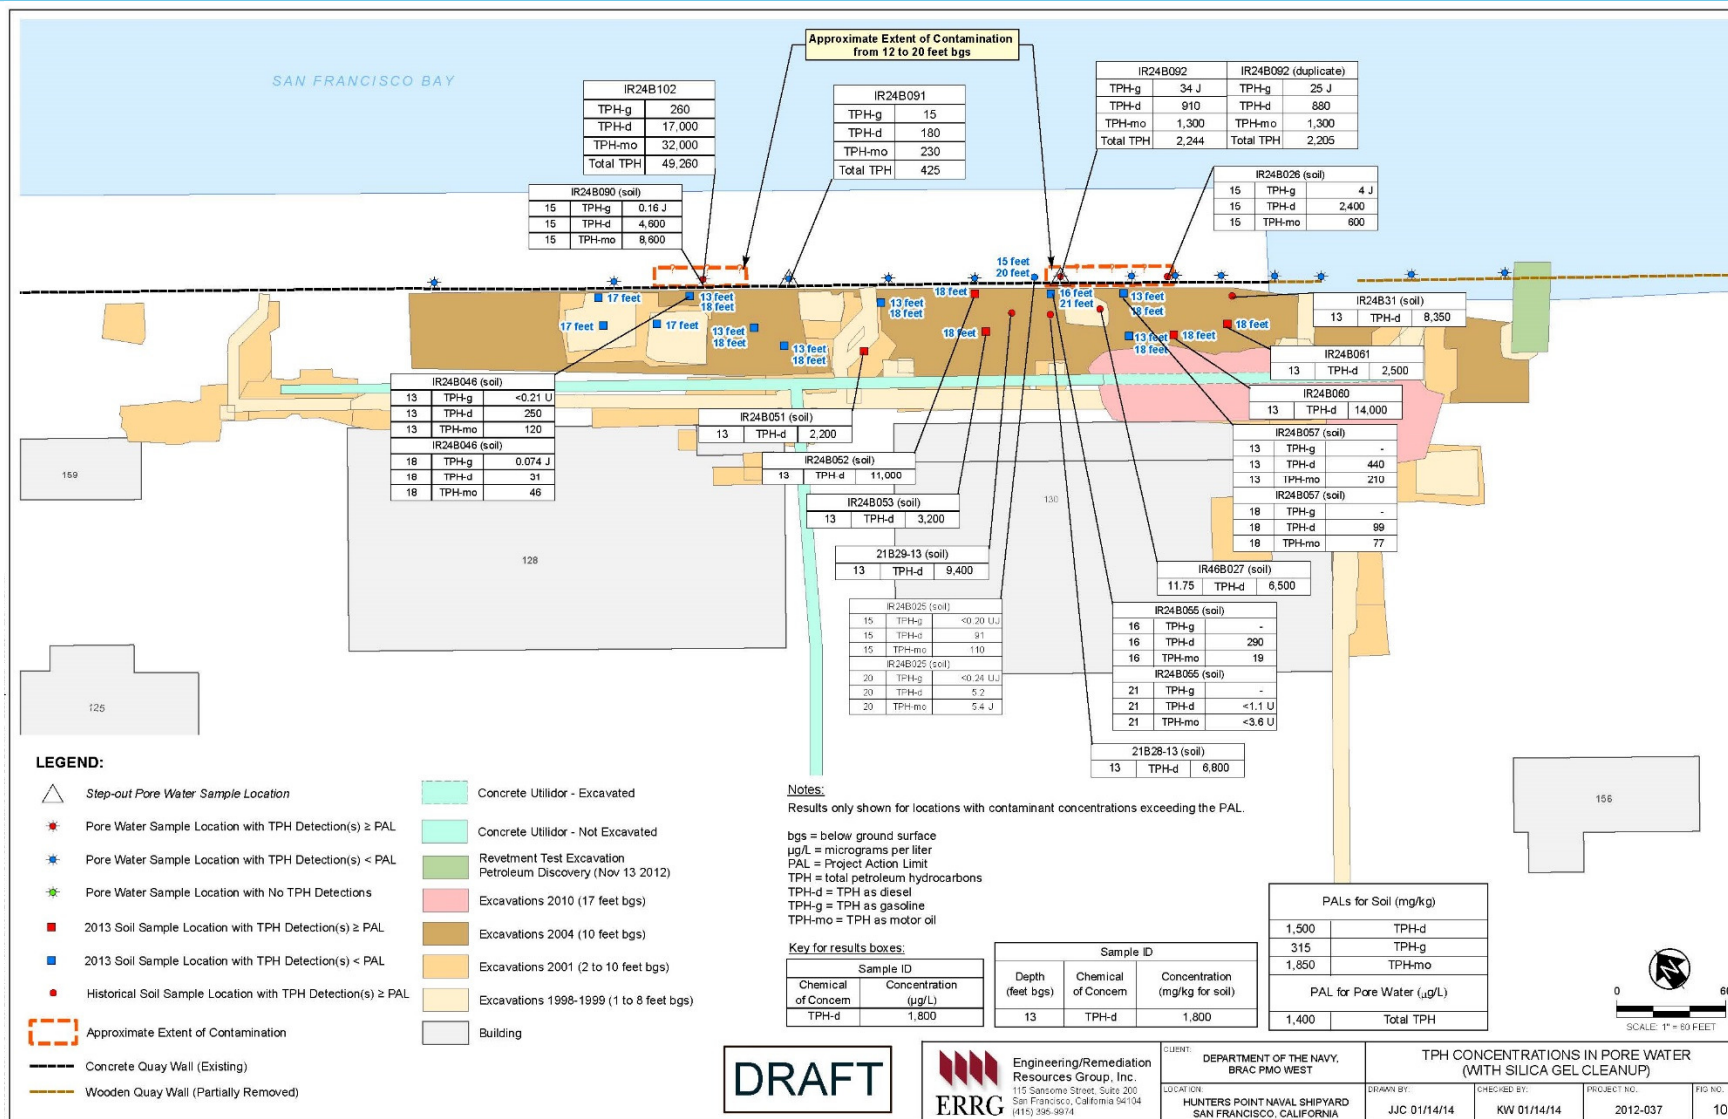 SAN FRANCISCO BAY
Approximate Extent of Contamination
from 12 to 20 feet bgs
IR24B102
TPH-g 260
TPH-d 17,000
TPH-mo 32,000
Total TPH 49,260
IR24B091
TPH-g 15
TPH-d 180
TPH-mo 230
Total TPH 425
IR24B092 IR24B092 (duplicate)
TPH-g 34 J TPH-g 25 J
TPH-d 910 TPH-d 880
TPH-mo 1,300 TPH-mo 1,300
Total TPH 2,244 Total TPH 2,205
IR24B090 (soil)
15 TPH-g 0.16 J
15 TPH-d 4,600
15 TPH-mo 8,600
IR24B026 (soil)
15 TPH-g 4 J
15 TPH-d 2,400
15 TPH-mo 600
15 feet
20 feet
17 feet
13 feet
18 feet
17 feet
17 feet
13 feet
18 feet
13 feet
18 feet
13 feet
18 feet
18 feet
18 feet
16 feet
21 feet
13 feet
18 feet
13 feet
18 feet
18 feet
18 feet
IR24B31 (soil)
13 TPH-d 8,350
IR24B061
13 TPH-d 2,500
IR24B060
13 TPH-d 14,000
IR24B046 (soil)
13 TPH-g <0.21 U
13 TPH-d 250
13 TPH-mo 120
IR24B046 (soil)
18 TPH-g 0.074 J
18 TPH-d 31
18 TPH-mo 46
IR24B051 (soil)
13 TPH-d 2,200
IR24B052 (soil)
13 TPH-d 11,000
IR24B053 (soil)
13 TPH-d 3,200
21B29-13 (soil)
13 TPH-d 9,400
IR24B057 (soil)
13 TPH-g -
13 TPH-d 440
13 TPH-mo 210
IR24B057 (soil)
18 TPH-g -
18 TPH-d 99
18 TPH-mo 77
IR46B027 (soil)
11.75 TPH-d 6,500
IR24B025 (soil)
15 TPH-g <0.20 UJ
15 TPH-d 91
15 TPH-mo 110
IR24B025 (soil)
20 TPH-g <0.24 UJ
20 TPH-d 5.2
20 TPH-mo 5.4 J
IR24B055 (soil)
16 TPH-g -
16 TPH-d 290
16 TPH-mo 19
IR24B055 (soil)
21 TPH-g -
21 TPH-d <1.1 U
21 TPH-mo <3.6 U
21B28-13 (soil)
13 TPH-d 6,800
159
128
130
125
156
LEGEND:
Step-out Pore Water Sample Location
Pore Water Sample Location with TPH Detection(s) ≥ PAL
Pore Water Sample Location with TPH Detection(s) < PAL
Pore Water Sample Location with No TPH Detections
2013 Soil Sample Location with TPH Detection(s) ≥ PAL
2013 Soil Sample Location with TPH Detection(s) < PAL
Historical Soil Sample Location with TPH Detection(s) ≥ PAL
Approximate Extent of Contamination
Concrete Quay Wall (Existing)
Wooden Quay Wall (Partially Removed)
Concrete Utilidor - Excavated
Concrete Utilidor - Not Excavated
Revetment Test Excavation
Petroleum Discovery (Nov 13 2012)
Excavations 2010 (17 feet bgs)
Excavations 2004 (10 feet bgs)
Excavations 2001 (2 to 10 feet bgs)
Excavations 1998-1999 (1 to 8 feet bgs)
Building
Notes:
Results only shown for locations with contaminant concentrations exceeding the PAL.
bgs = below ground surface
µg/L = micrograms per liter
PAL = Project Action Limit
TPH = total petroleum hydrocarbons
TPH-d = TPH as diesel
TPH-g = TPH as gasoline
TPH-mo = TPH as motor oil
Key for results boxes:
Sample ID
Chemical of Concern Concentration (µg/L)
TPH-d 1,800
Sample ID
Depth (feet bgs) Chemical of Concern Concentration (mg/kg for soil)
13 TPH-d 1,800
PALs for Soil (mg/kg)
1,500 TPH-d
315 TPH-g
1,850 TPH-mo
PAL for Pore Water (µg/L)
1,400 Total TPH
N
0 60
SCALE: 1" = 60 FEET
DRAFT
ERRG
Engineering/Remediation
Resources Group, Inc.
115 Sansome Street, Suite 200
San Francisco, California 94104
(415) 395-9974
CLIENT:
DEPARTMENT OF THE NAVY,
BRAC PMO WEST
LOCATION:
HUNTERS POINT NAVAL SHIPYARD
SAN FRANCISCO, CALIFORNIA
TPH CONCENTRATIONS IN PORE WATER
(WITH SILICA GEL CLEANUP)
DRAWN BY:
JJC 01/14/14
CHECKED BY:
KW 01/14/14
PROJECT NO.
2012-037
FIG NO.